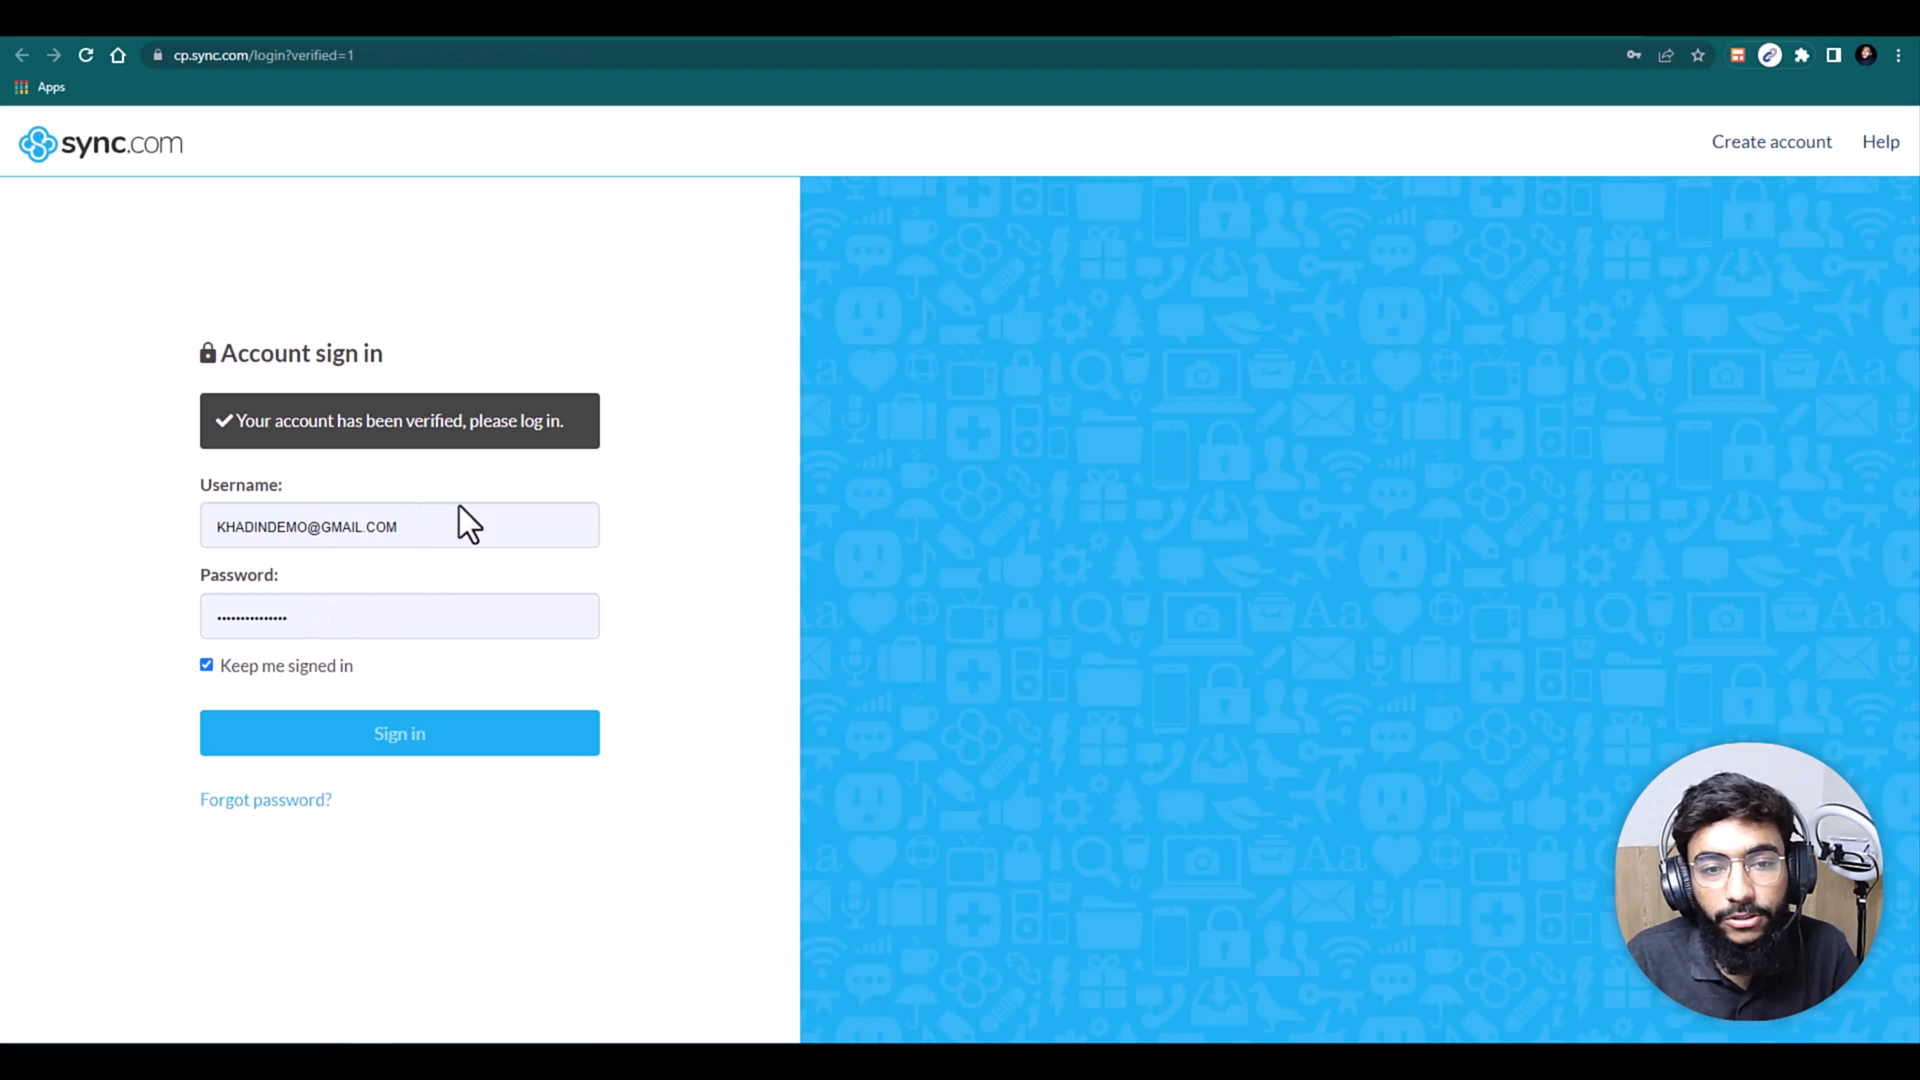 cp.sync.com/login?verified=1
Apps
sync.com
Create account
Help
Account sign in
Your account has been verified, please log in.
Username:
KHADINDEMO@GMAIL.COM
Password:
•••••••••••••••
Keep me signed in
Sign in
Forgot password?